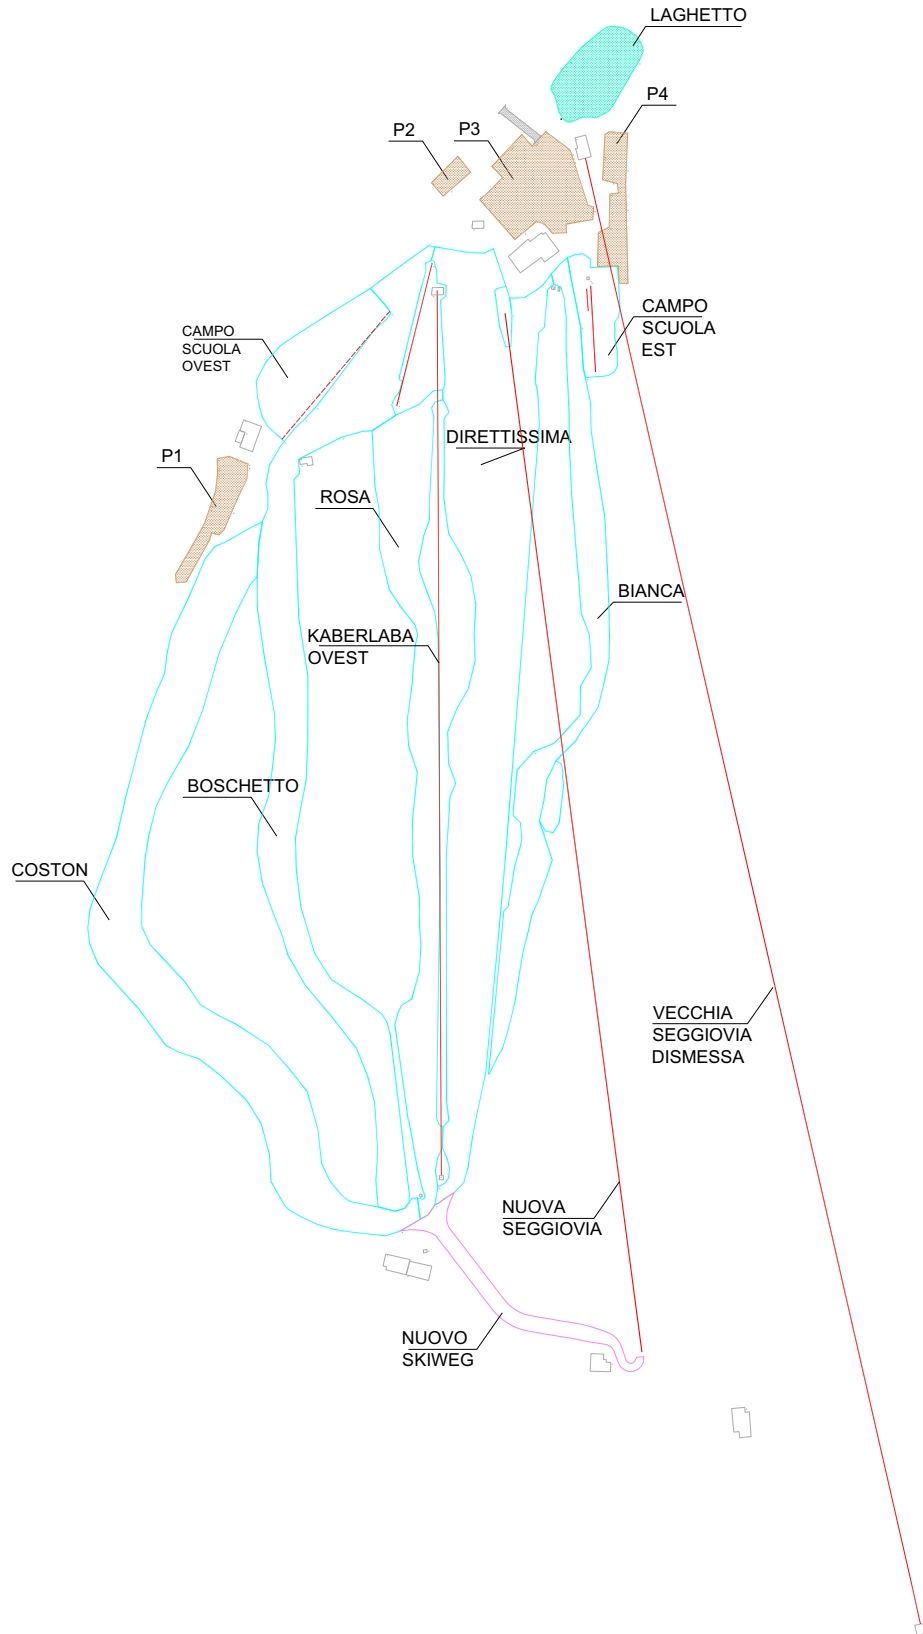 LAGHETTO
P4
P3
P2
CAMPO
SCUOLA
EST
CAMPO
SCUOLA
OVEST
DIRETTISSIMA
P1
ROSA
BIANCA
KABERLABA
OVEST
BOSCHETTO
COSTON
VECCHIA
SEGGIOVIA
DISMESSA
NUOVA
SEGGIOVIA
NUOVO
SKIWEG